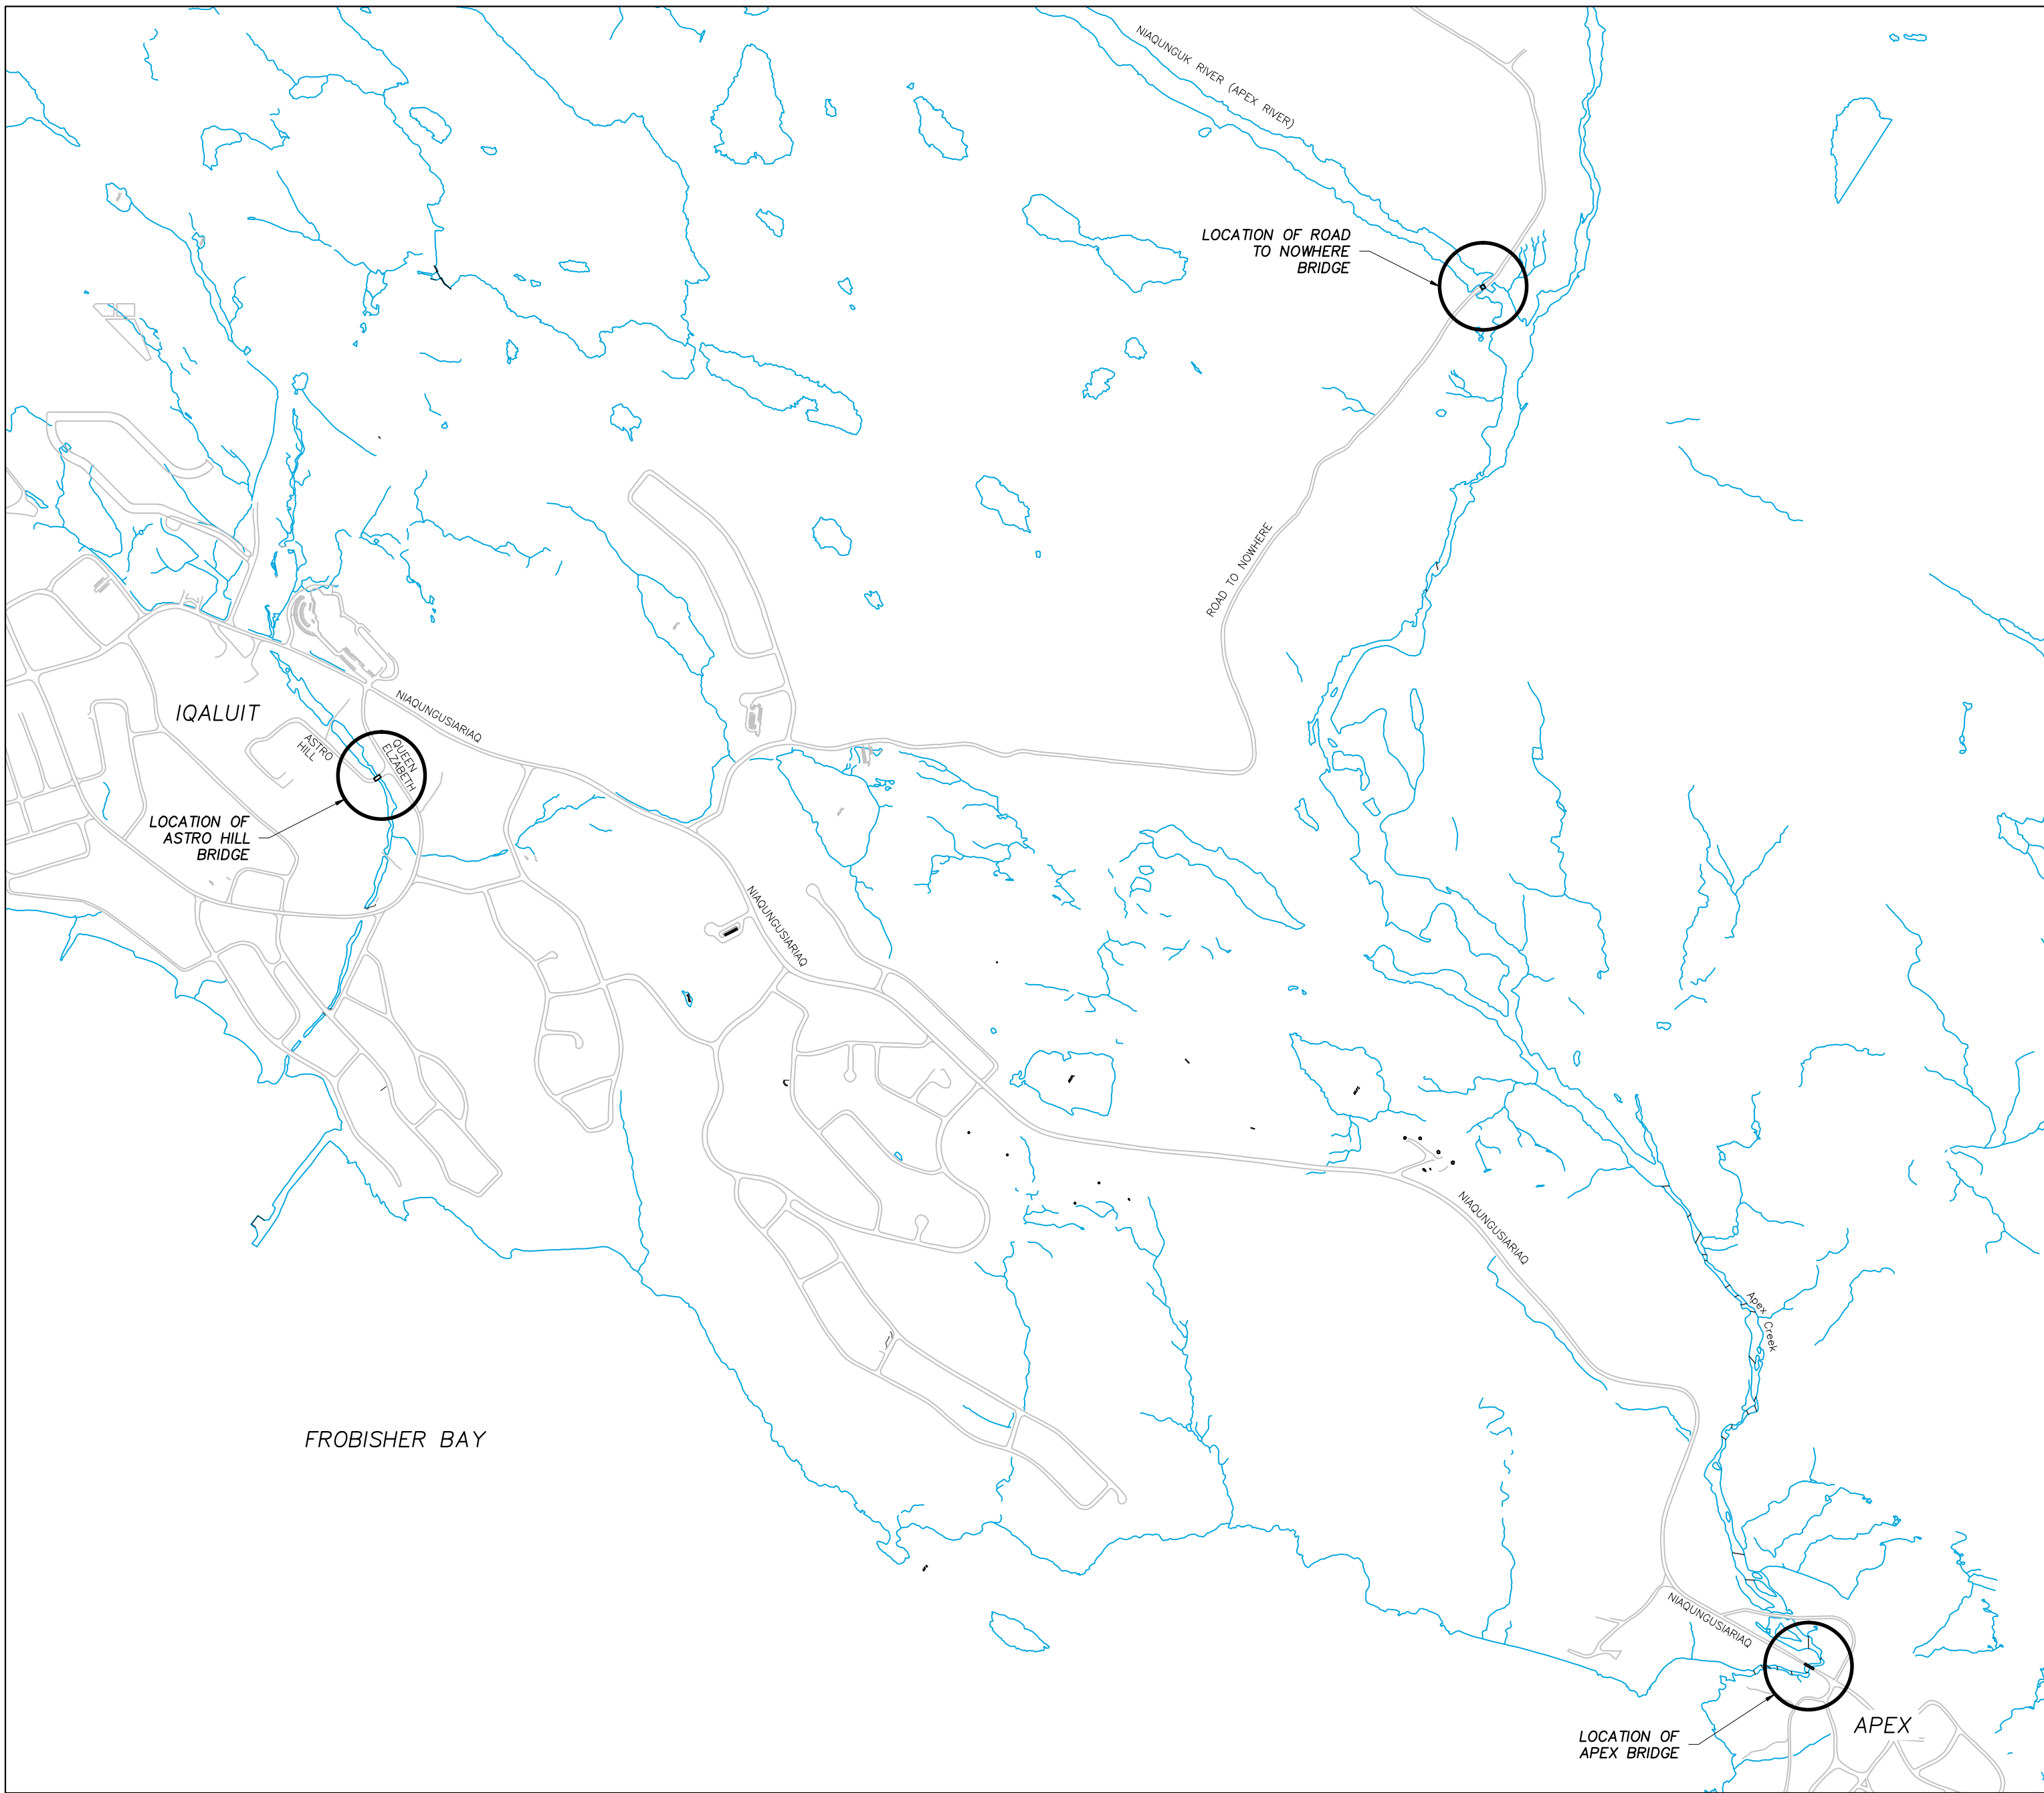 NIAQUNGUK RIVER (APEX RIVER)
LOCATION OF ROAD
TO NOWHERE
BRIDGE
ROAD TO NOWHERE
IQALUIT
NIAQUNGUSIARIAQ
ASTRO
HILL
QUEEN
ELZABETH
LOCATION OF
ASTRO HILL
BRIDGE
NIAQUNGUSIARIAQ
NIAQUNGUSIARIAQ
Apex Creek
FROBISHER BAY
NIAQUNGUSIARIAQ
APEX
LOCATION OF
APEX BRIDGE